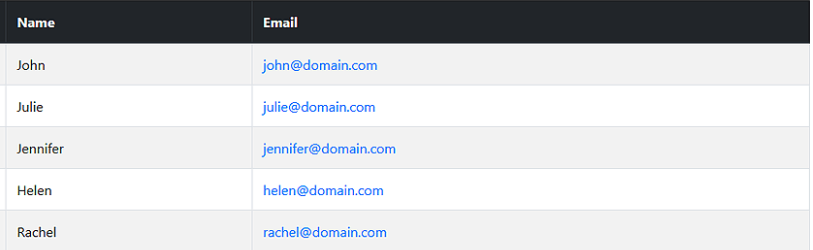 Name Email
John john@domain.com
Julie julie@domain.com
Jennifer jennifer@domain.com
Helen helen@domain.com
Rachel rachel@domain.com